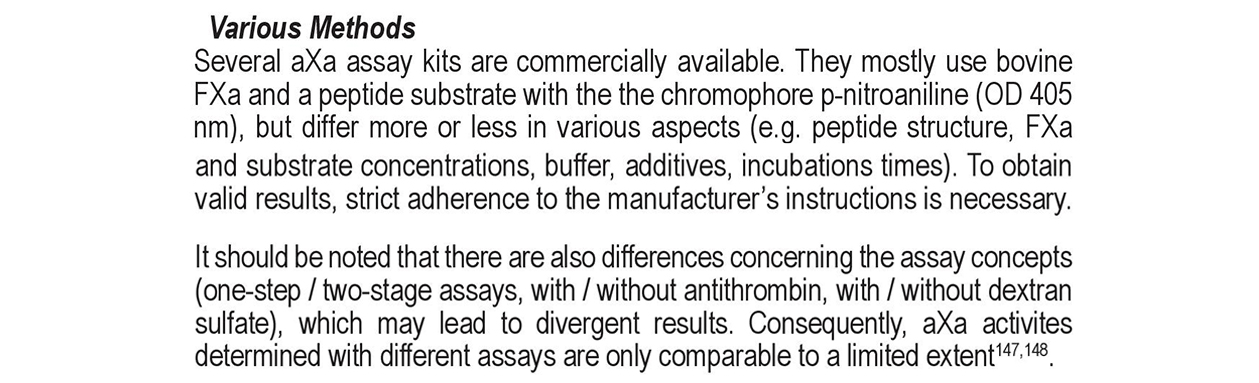 Various Methods
Several aXa assay kits are commercially available. They mostly use bovine
FXa and a peptide substrate with the the chromophore p-nitroaniline (OD 405
nm), but differ more or less in various aspects (e.g. peptide structure, FXa
and substrate concentrations, buffer, additives, incubations times). To obtain
valid results, strict adherence to the manufacturer’s instructions is necessary.
It should be noted that there are also differences concerning the assay concepts
(one-step / two-stage assays, with / without antithrombin, with / without dextran
sulfate), which may lead to divergent results. Consequently, aXa activites
determined with different assays are only comparable to a limited extent147,148.